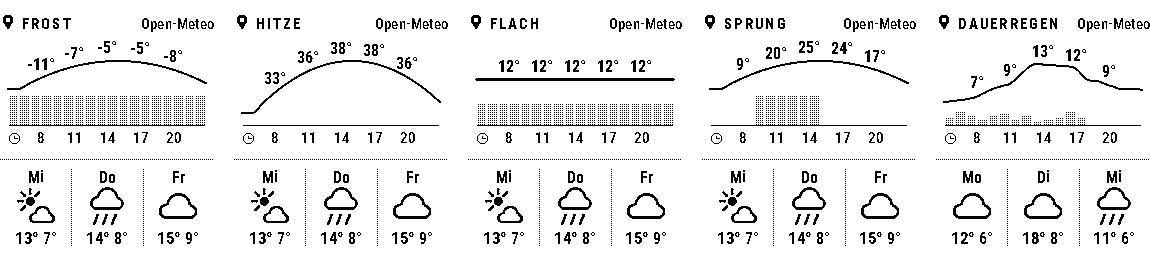 FROST Open-Meteo
-11° -7° -5° -5° -8°
8 11 14 17 20
Mi Do Fr
13° 7° 14° 8° 15° 9°
HITZE Open-Meteo
33° 36° 38° 38° 36°
8 11 14 17 20
Mi Do Fr
13° 7° 14° 8° 15° 9°
FLACH Open-Meteo
12° 12° 12° 12° 12°
8 11 14 17 20
Mi Do Fr
13° 7° 14° 8° 15° 9°
SPRUNG Open-Meteo
9° 20° 25° 24° 17°
8 11 14 17 20
Mi Do Fr
13° 7° 14° 8° 15° 9°
DAUERREGEN Open-Meteo
7° 9° 13° 12° 9°
8 11 14 17 20
Mo Di Mi
12° 6° 18° 8° 11° 6°